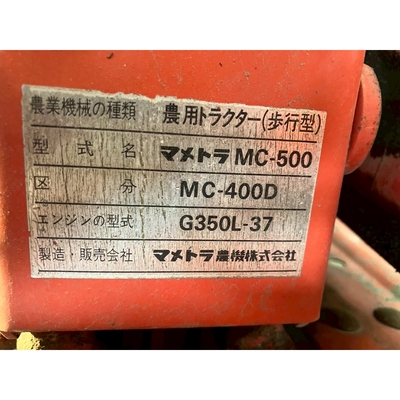 農業機械の種類 農用トラクター(歩行型)
型式名 マメトラ MC-500
区分 MC-400D
エンジンの型式 G350L-37
製造・販売会社 マメトラ農機株式会社